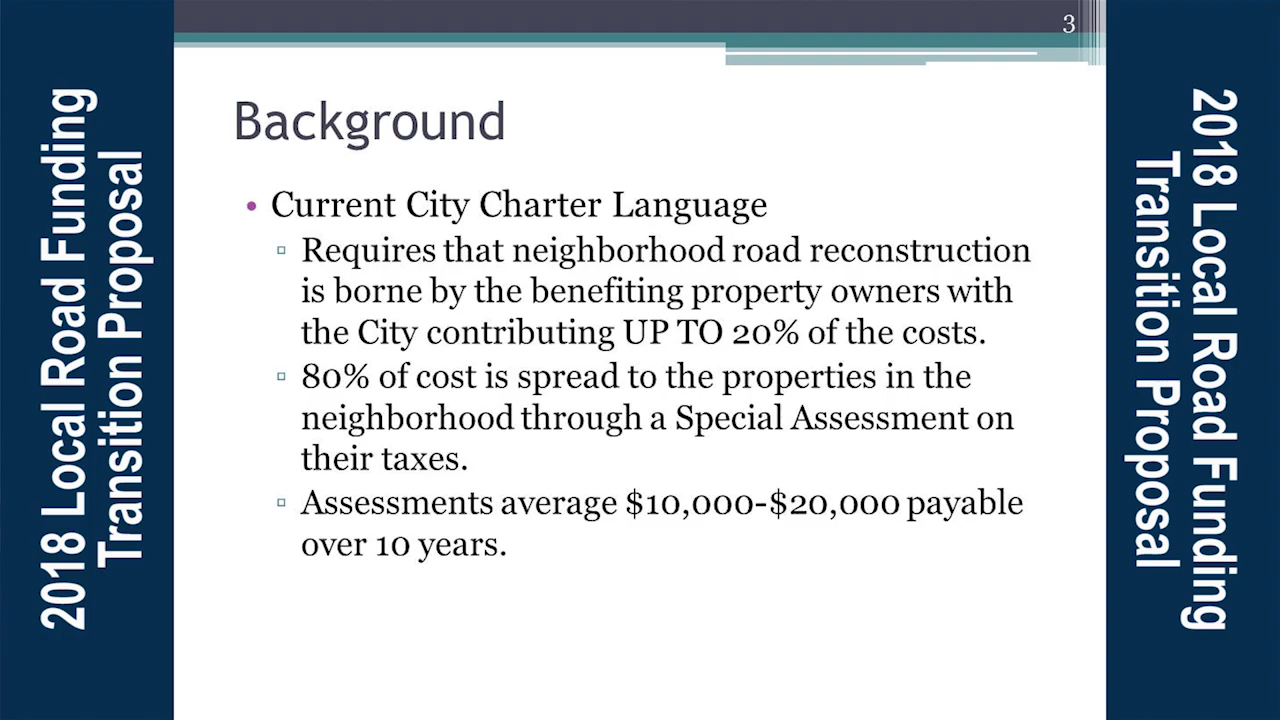 2018 Local Road Funding
Transition Proposal
3
Background
• Current City Charter Language
▫ Requires that neighborhood road reconstruction
is borne by the benefiting property owners with
the City contributing UP TO 20% of the costs.
▫ 80% of cost is spread to the properties in the
neighborhood through a Special Assessment on
their taxes.
▫ Assessments average $10,000-$20,000 payable
over 10 years.
2018 Local Road Funding
Transition Proposal